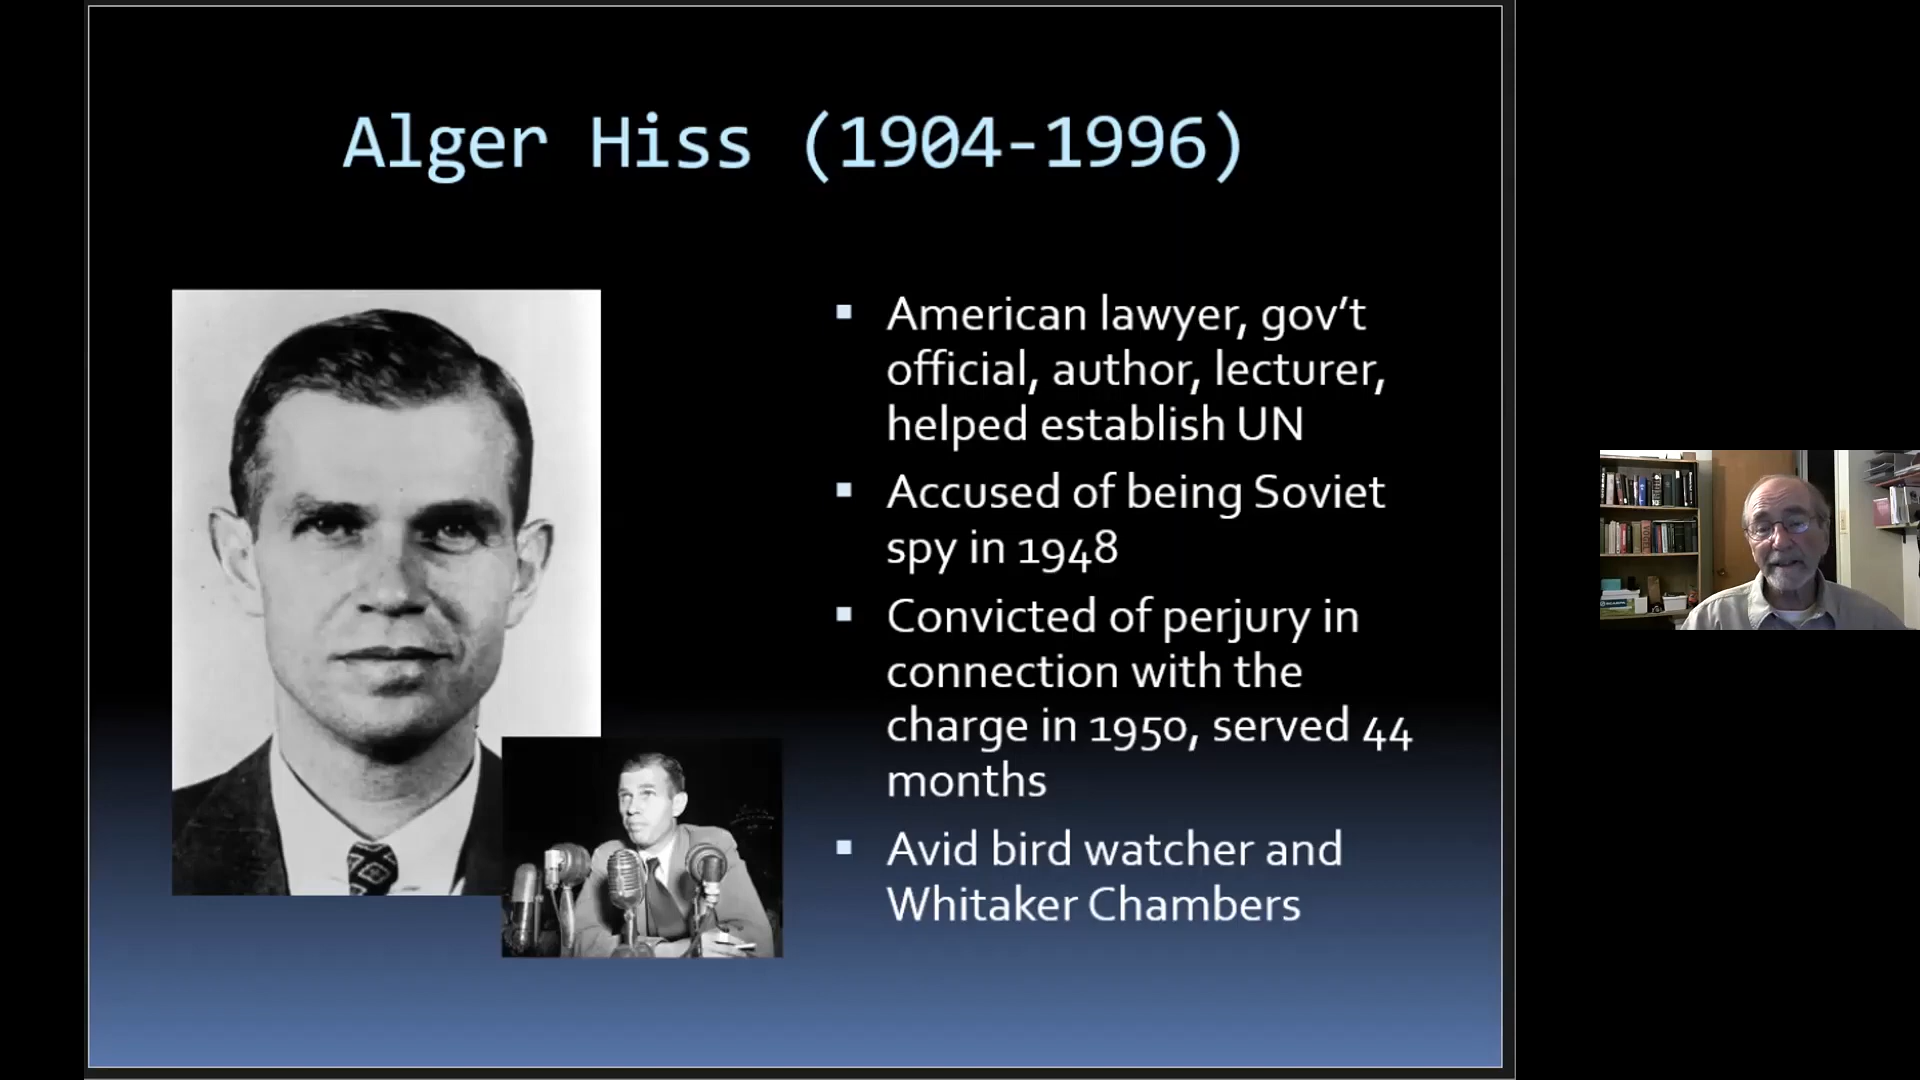 Alger Hiss (1904-1996)
American lawyer, gov’t
official, author, lecturer,
helped establish UN
Accused of being Soviet
spy in 1948
Convicted of perjury in
connection with the
charge in 1950, served 44
months
Avid bird watcher and
Whitaker Chambers